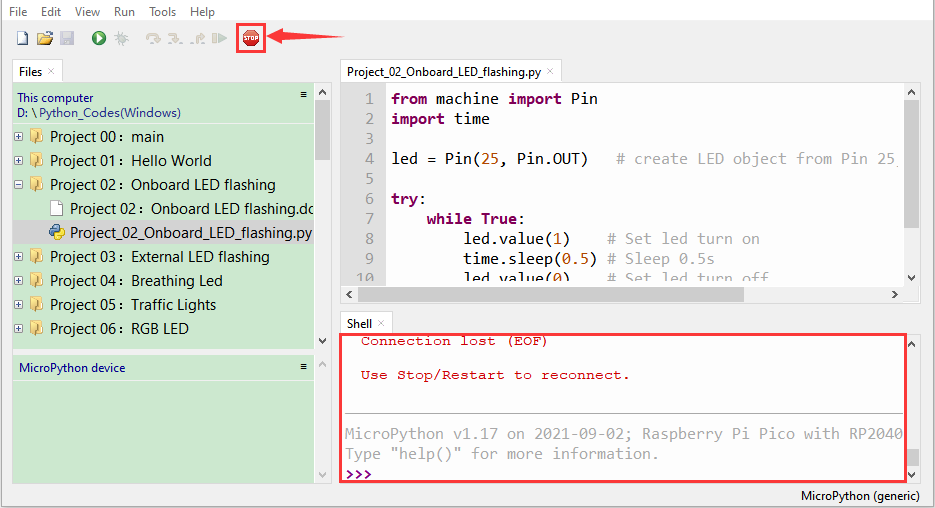 File Edit View Run Tools Help
STOP
Files ×
This computer
D: \ Python_Codes(Windows)
Project 00：main
Project 01：Hello World
Project 02：Onboard LED flashing
Project 02：Onboard LED flashing.dc
Project_02_Onboard_LED_flashing.py
Project 03：External LED flashing
Project 04：Breathing Led
Project 05：Traffic Lights
Project 06：RGB LED
MicroPython device
Project_02_Onboard_LED_flashing.py ×
1 from machine import Pin
2 import time
3
4 led = Pin(25, Pin.OUT) # create LED object from Pin 25,
5
6 try:
7 while True:
8 led.value(1) # Set led turn on
9 time.sleep(0.5) # Sleep 0.5s
10 led.value(0) # Set led turn off
Shell ×
Connection lost (EOF)
Use Stop/Restart to reconnect.
MicroPython v1.17 on 2021-09-02; Raspberry Pi Pico with RP2040
Type "help()" for more information.
>>>
MicroPython (generic)